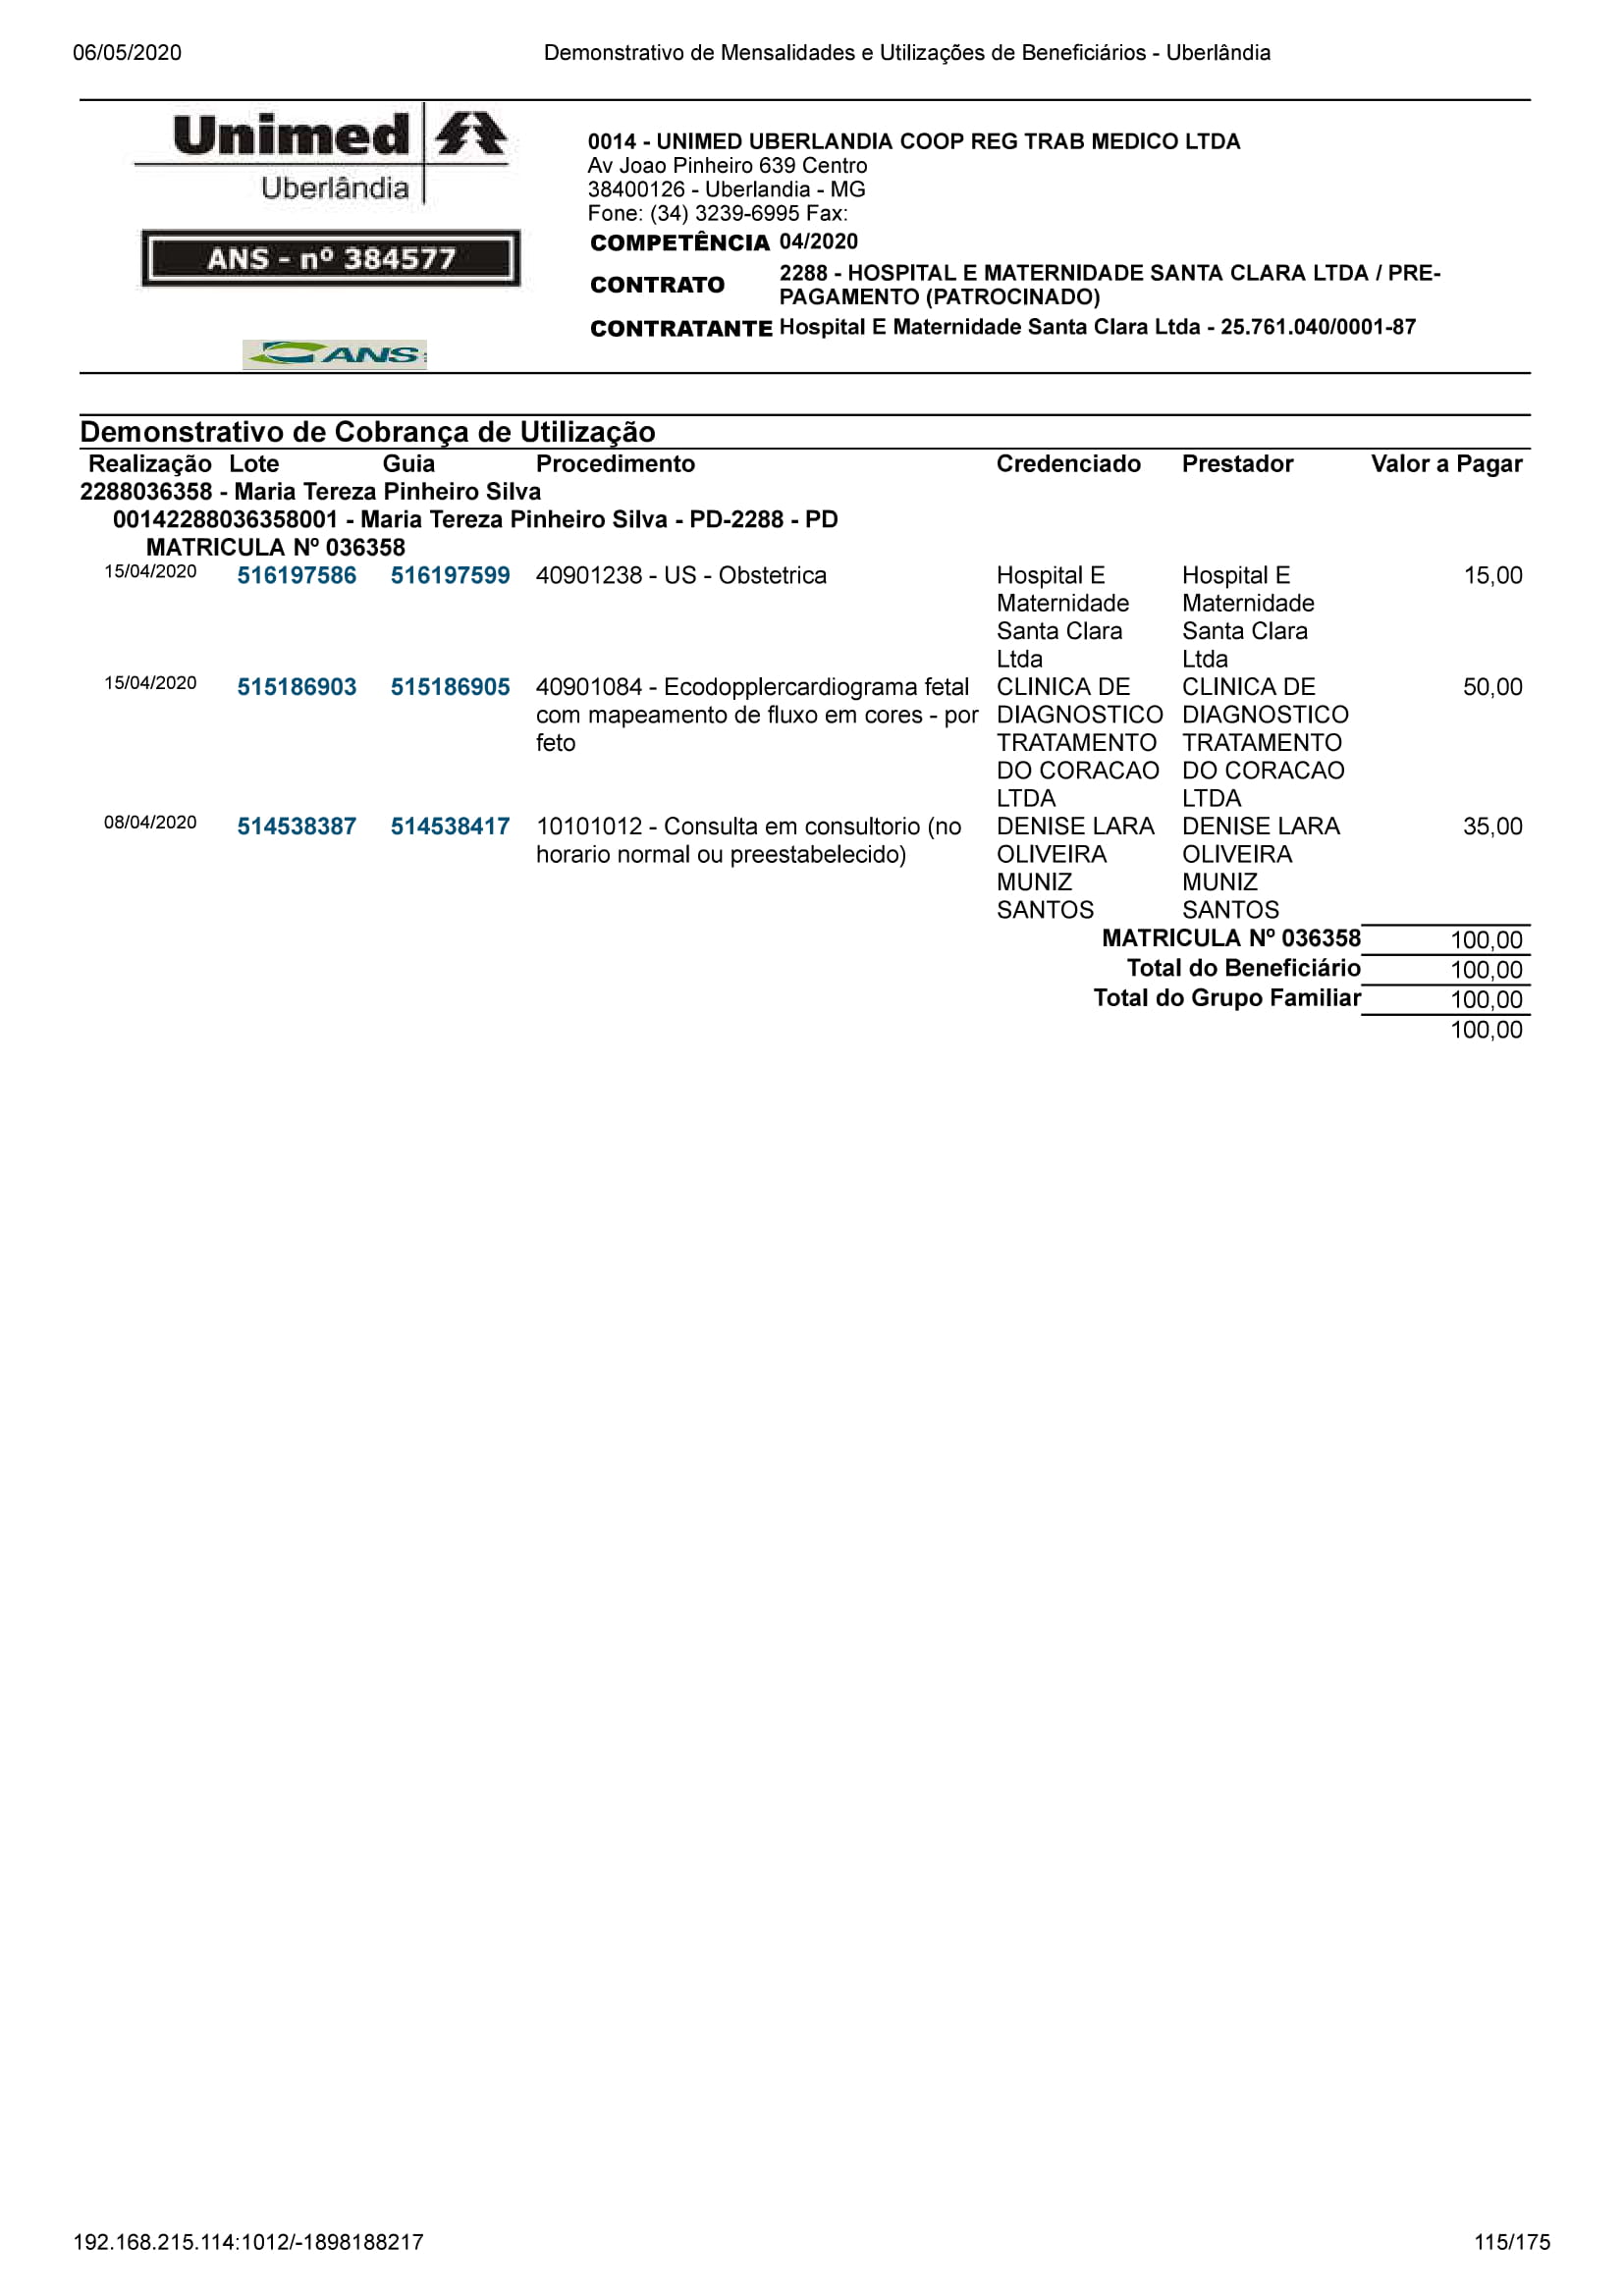 06/05/2020 Demonstrativo de Mensalidades e Utilizações de Beneficiários - Uberlândia
Unimed
Uberlândia
ANS - nº 384577
ANS
0014 - UNIMED UBERLANDIA COOP REG TRAB MEDICO LTDA
Av Joao Pinheiro 639 Centro
38400126 - Uberlandia - MG
Fone: (34) 3239-6995 Fax:
COMPETÊNCIA 04/2020
CONTRATO 2288 - HOSPITAL E MATERNIDADE SANTA CLARA LTDA / PRE-
PAGAMENTO (PATROCINADO)
CONTRATANTE Hospital E Maternidade Santa Clara Ltda - 25.761.040/0001-87
Demonstrativo de Cobrança de Utilização
Realização Lote Guia Procedimento Credenciado Prestador Valor a Pagar
2288036358 - Maria Tereza Pinheiro Silva
00142288036358001 - Maria Tereza Pinheiro Silva - PD-2288 - PD
MATRICULA Nº 036358
15/04/2020 516197586 516197599 40901238 - US - Obstetrica Hospital E Hospital E 15,00
Maternidade Maternidade
Santa Clara Santa Clara
Ltda Ltda
15/04/2020 515186903 515186905 40901084 - Ecodopplercardiograma fetal CLINICA DE CLINICA DE 50,00
com mapeamento de fluxo em cores - por DIAGNOSTICO DIAGNOSTICO
feto TRATAMENTO TRATAMENTO
DO CORACAO DO CORACAO
LTDA LTDA
08/04/2020 514538387 514538417 10101012 - Consulta em consultorio (no DENISE LARA DENISE LARA 35,00
horario normal ou preestabelecido) OLIVEIRA OLIVEIRA
MUNIZ MUNIZ
SANTOS SANTOS
MATRICULA Nº 036358 100,00
Total do Beneficiário 100,00
Total do Grupo Familiar 100,00
100,00
192.168.215.114:1012/-1898188217 115/175